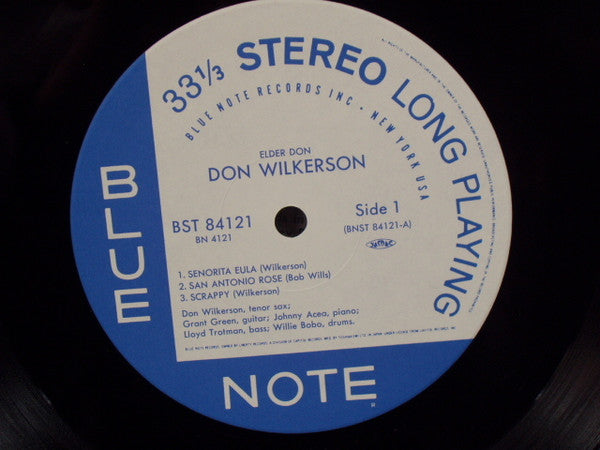 33⅓ STEREO LONG PLAYING
BLUE NOTE RECORDS INC • NEW YORK USA
ELDER DON
DON WILKERSON
BST 84121
BN 4121
Side 1
(BNST 84121-A)
1. SENORITA EULA (Wilkerson)
2. SAN ANTONIO ROSE (Bob Wills)
3. SCRAPPY (Wilkerson)
Don Wilkerson, tenor sax;
Grant Green, guitar; Johnny Acea, piano;
Lloyd Trotman, bass; Willie Bobo, drums.
BLUE
NOTE